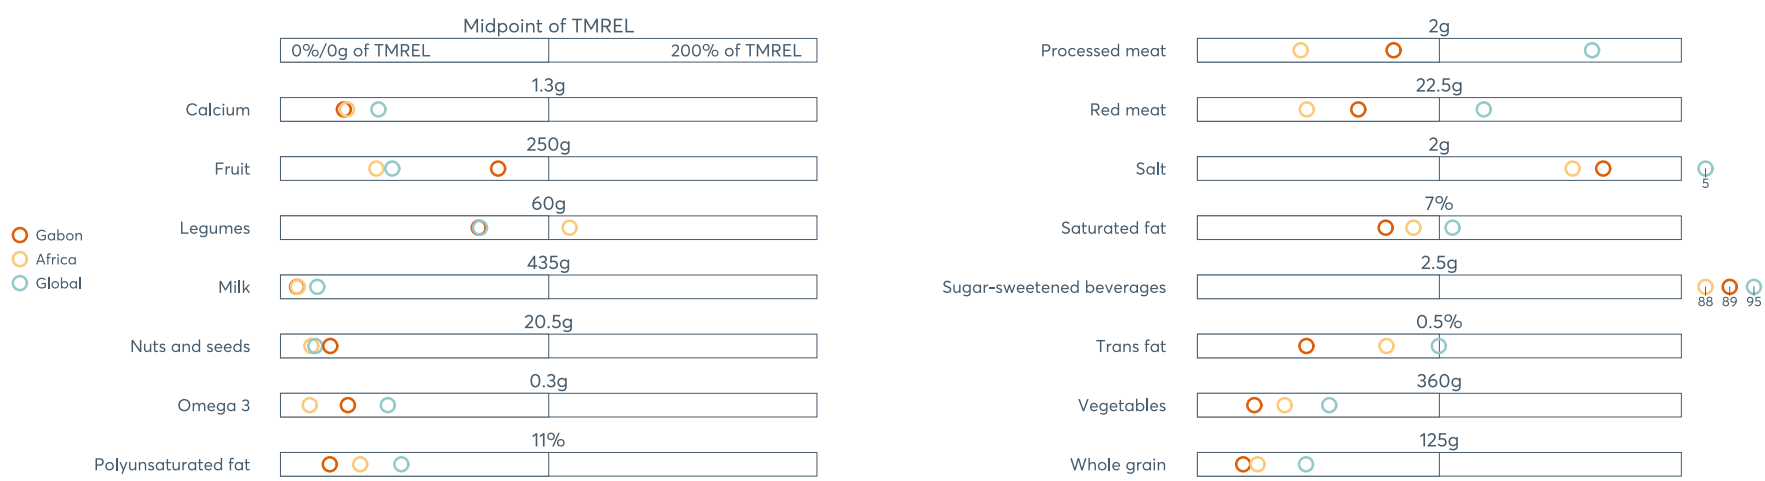 Midpoint of TMREL
0%/0g of TMREL 200% of TMREL
1.3g
Calcium
250g
Fruit
60g
Legumes
435g
Milk
20.5g
Nuts and seeds
0.3g
Omega 3
11%
Polyunsaturated fat
Gabon
Africa
Global
2g
Processed meat
22.5g
Red meat
2g
Salt
5
7%
Saturated fat
2.5g
Sugar-sweetened beverages
88 89 95
0.5%
Trans fat
360g
Vegetables
125g
Whole grain